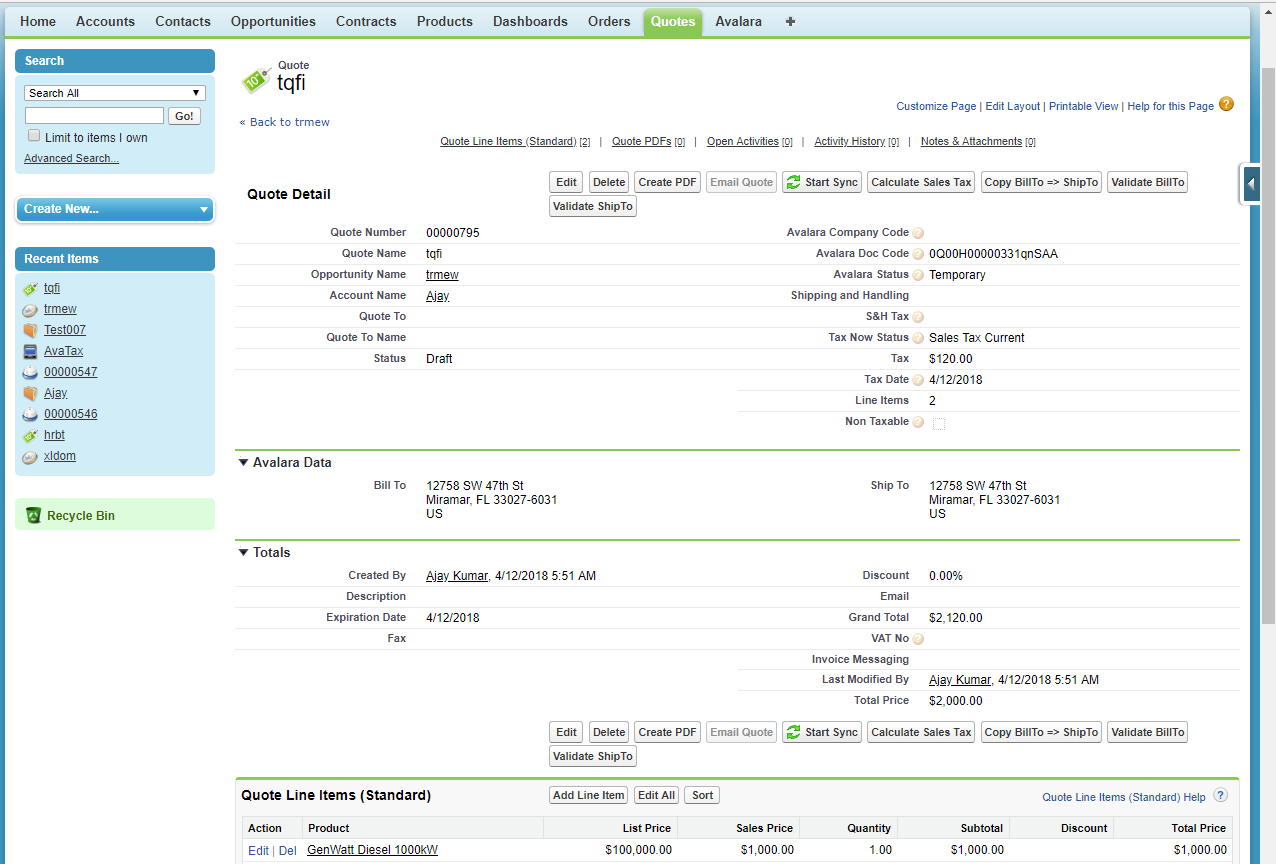 Home Accounts Contacts Opportunities Contracts Products Dashboards Orders Quotes Avalara +
Search
Search All
Go!
Limit to items I own
Advanced Search...
Create New...
Recent Items
tqfi
trmew
Test007
AvaTax
00000547
Ajay
00000546
hrbt
xldom
Recycle Bin
Quote
tqfi
Customize Page | Edit Layout | Printable View | Help for this Page ?
« Back to trmew
Quote Line Items (Standard) [2] | Quote PDFs [0] | Open Activities [0] | Activity History [0] | Notes & Attachments [0]
Quote Detail
Edit Delete Create PDF Email Quote Start Sync Calculate Sales Tax Copy BillTo => ShipTo Validate BillTo
Validate ShipTo
Quote Number 00000795 Avalara Company Code ?
Quote Name tqfi Avalara Doc Code ? 0Q00H00000331qnSAA
Opportunity Name trmew Avalara Status ? Temporary
Account Name Ajay Shipping and Handling
Quote To S&H Tax ?
Quote To Name Tax Now Status ? Sales Tax Current
Status Draft Tax $120.00
Tax Date ? 4/12/2018
Line Items 2
Non Taxable ?
Avalara Data
Bill To 12758 SW 47th St Ship To 12758 SW 47th St
Miramar, FL 33027-6031 Miramar, FL 33027-6031
US US
Totals
Created By Ajay Kumar, 4/12/2018 5:51 AM Discount 0.00%
Description Email
Expiration Date 4/12/2018 Grand Total $2,120.00
Fax VAT No ?
Invoice Messaging
Last Modified By Ajay Kumar, 4/12/2018 5:51 AM
Total Price $2,000.00
Edit Delete Create PDF Email Quote Start Sync Calculate Sales Tax Copy BillTo => ShipTo Validate BillTo
Validate ShipTo
Quote Line Items (Standard) Add Line Item Edit All Sort Quote Line Items (Standard) Help ?
Action Product List Price Sales Price Quantity Subtotal Discount Total Price
Edit | Del GenWatt Diesel 1000kW $100,000.00 $1,000.00 1.00 $1,000.00 $1,000.00